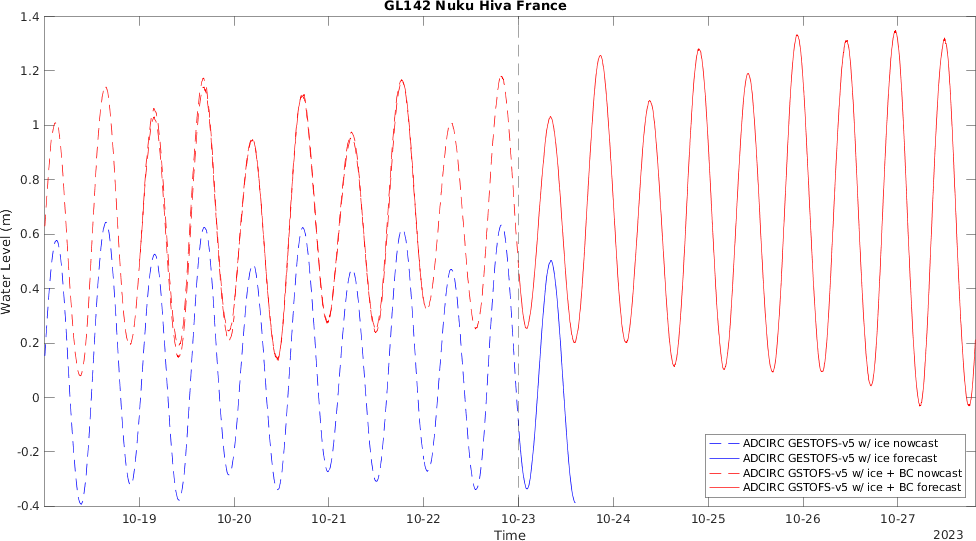 GL142 Nuku Hiva France
Water Level (m)
1.4
1.2
1
0.8
0.6
0.4
0.2
0
-0.2
-0.4
10-19
10-20
10-21
10-22
10-23
10-24
10-25
10-26
10-27
Time
2023
ADCIRC GESTOFS-v5 w/ ice nowcast
ADCIRC GESTOFS-v5 w/ ice forecast
ADCIRC GSTOFS-v5 w/ ice + BC nowcast
ADCIRC GSTOFS-v5 w/ ice + BC forecast